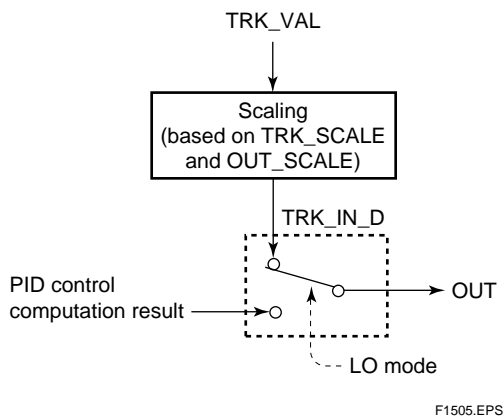 TRK_VAL
Scaling
(based on TRK_SCALE
and OUT_SCALE)
TRK_IN_D
PID control
computation result
OUT
LO mode
F1505.EPS